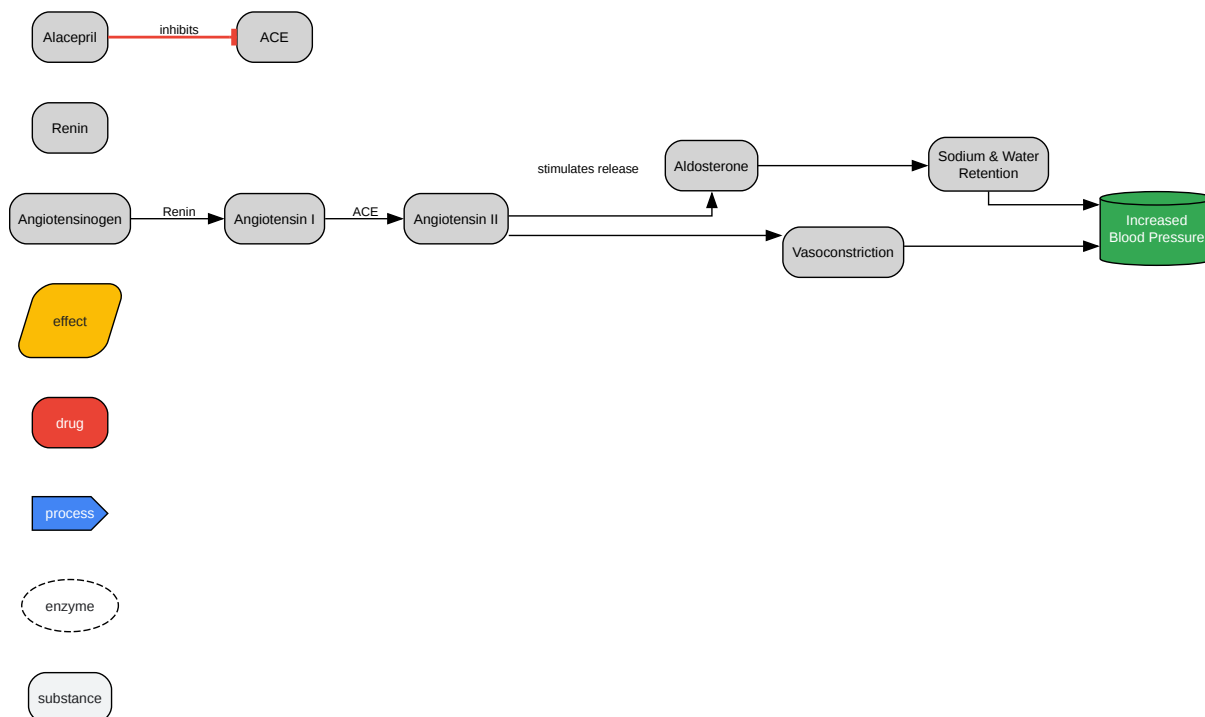 Alacepril
inhibits
ACE
Renin
Angiotensinogen
Renin
Angiotensin I
ACE
Angiotensin II
stimulates release
Aldosterone
Sodium & Water
Retention
Vasoconstriction
Increased
Blood Pressure
effect
drug
process
enzyme
substance